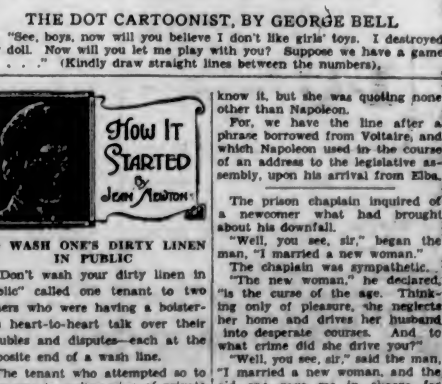 THE DOT CARTOONIST, BY GEORGE BELL
"See, boys, now will you believe I don't like girls' toys. I destroyed
doll. Now will you let me play with you? Suppose we have a game
. . ." (Kindly draw straight lines between the numbers).
HOW IT
STARTED
By
JEAN NEWTON
WASH ONE'S DIRTY LINEN
IN PUBLIC
"Don't wash your dirty linen in
called one tenant to two
who were having a bolster-
heart-to-heart talk over their
and disputes—each at the
end of a wash line.
The tenant who attempted so to
know it, but she was quoting none
other than Napoleon.
For, we have the line after a
phrase borrowed from Voltaire, and
which Napoleon used in the course
of an address to the legislative as-
sembly, upon his arrival from Elba.
The prison chaplain inquired of
a newcomer what had brought
about his downfall.
"Well, you see, sir," began the
man, "I married a new woman."
The chaplain was sympathetic.
"The new woman," he declared,
"is the curse of the age. Think-
ing only of pleasure, she neglects
her home and drives her husband
into desperate courses. And to
what crime did she drive you?"
"Well, you see, sir," said the man,
"I married a new woman, and the